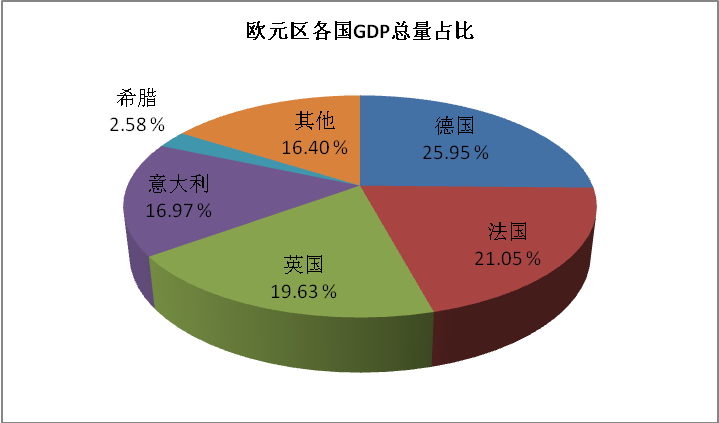 欧元区各国GDP总量占比
希腊
2.58%
其他
16.40%
德国
25.95%
意大利
16.97%
法国
21.05%
英国
19.63%